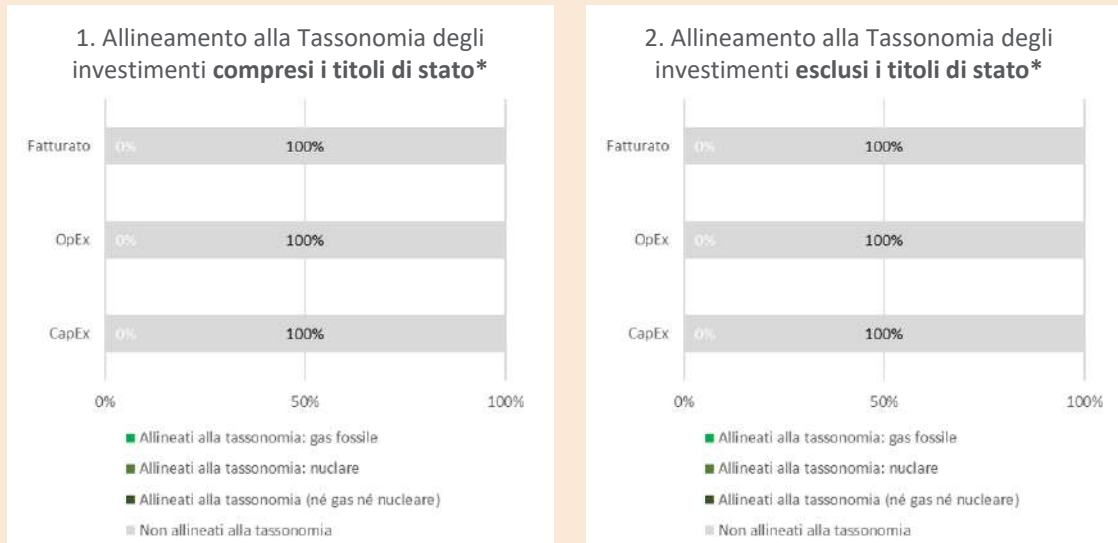 1. Allineamento alla Tassonomia degli
investimenti compresi i titoli di stato*
Fatturato 0% 100%
OpEx 0% 100%
CapEx 0% 100%
0% 50% 100%
Allineati alla tassonomia: gas fossile
Allineati alla tassonomia: nuclare
Allineati alla tassonomia (né gas né nucleare)
Non allineati alla tassonomia
2. Allineamento alla Tassonomia degli
investimenti esclusi i titoli di stato*
Fatturato 0% 100%
OpEx 0% 100%
CapEx 0% 100%
0% 50% 100%
Allineati alla tassonomia: gas fossile
Allineati alla tassonomia: nuclare
Allineati alla tassonomia (né gas né nucleare)
Non allineati alla tassonomia